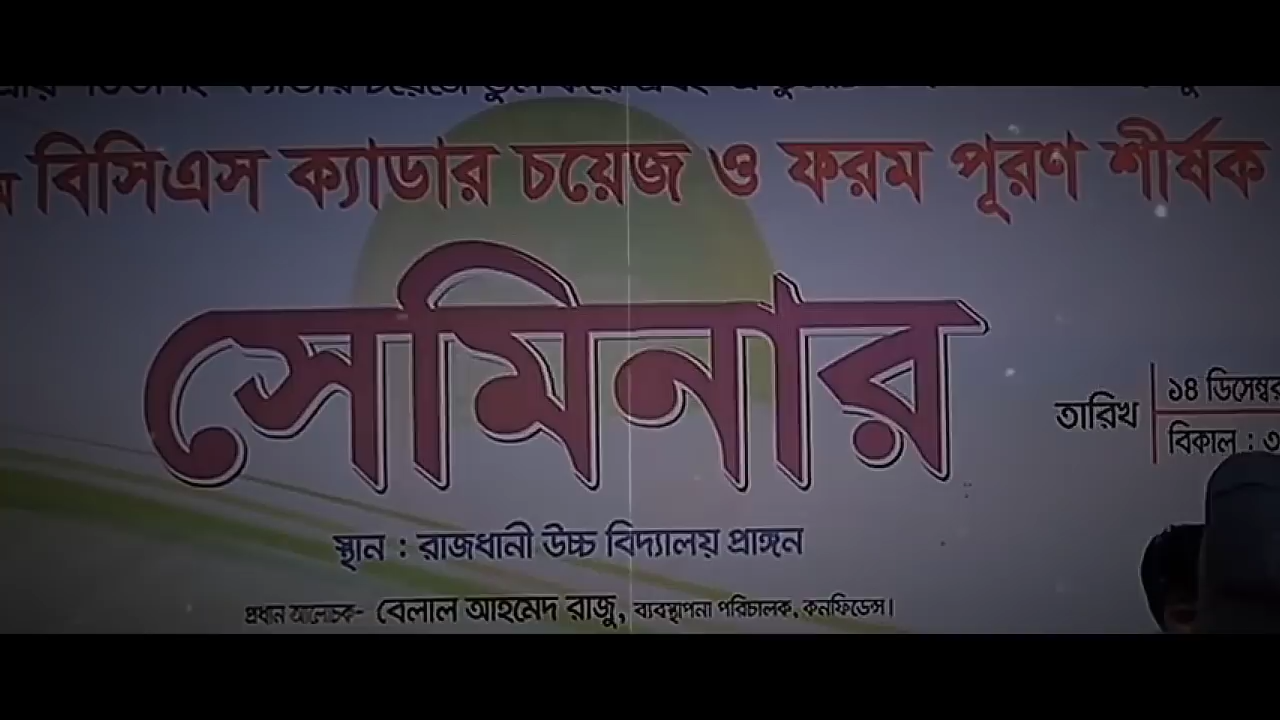 বিসিএস ক্যাডার চয়েজ ও ফরম পূরণ শীর্ষক
সেমিনার
তারিখ
১৪ ডিসেম্বর
বিকাল : ৩
স্থান : রাজধানী উচ্চ বিদ্যালয় প্রাঙ্গন
প্রধান আলোচক- বেলাল আহমেদ রাজু, ব্যবস্থাপনা পরিচালক, কনফিডেন্স।